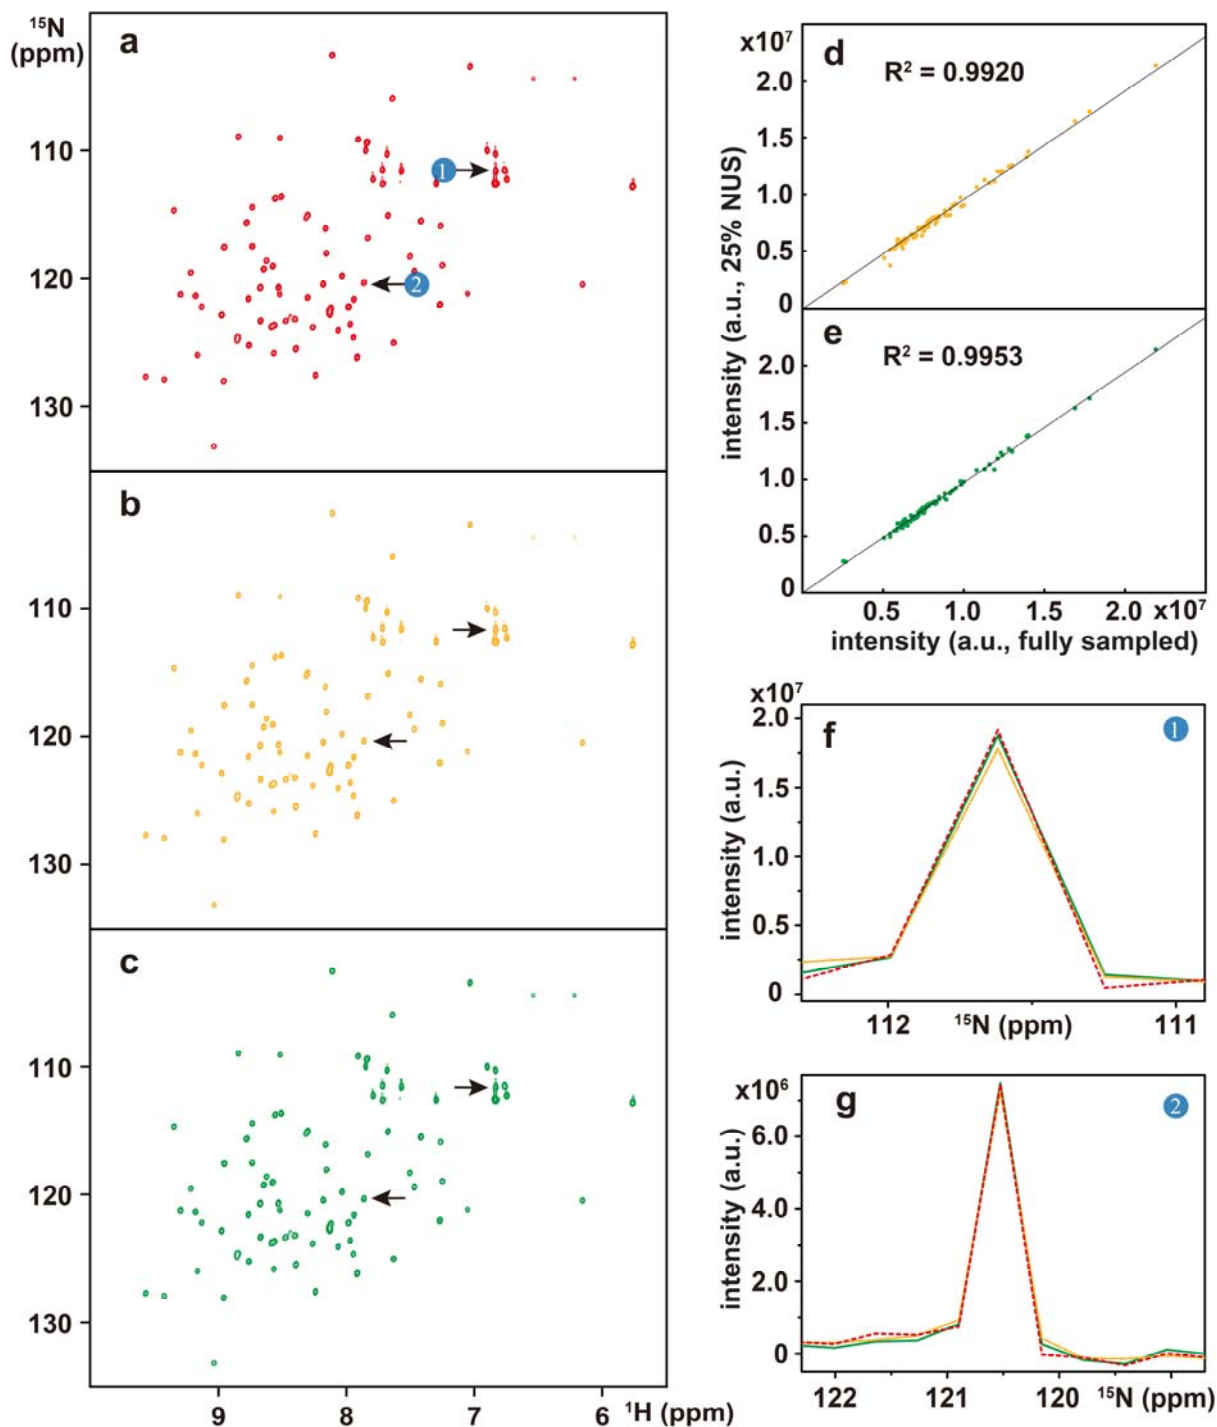 ¹⁵N
(ppm)
a
110
1
120
2
130
b
110
120
130
c
110
120
130
9
8
7
6
¹H (ppm)
x10⁷
d
R² = 0.9920
2.0
1.5
1.0
0.5
0
e
R² = 0.9953
2.0
1.5
1.0
0.5
0
intensity (a.u., 25% NUS)
0.5
1.0
1.5
2.0
x10⁷
intensity (a.u., fully sampled)
x10⁷
f
1
2.0
1.5
1.0
0.5
0
intensity (a.u.)
112
¹⁵N (ppm)
111
x10⁶
g
2
6.0
4.0
2.0
0
intensity (a.u.)
122
121
120
¹⁵N (ppm)